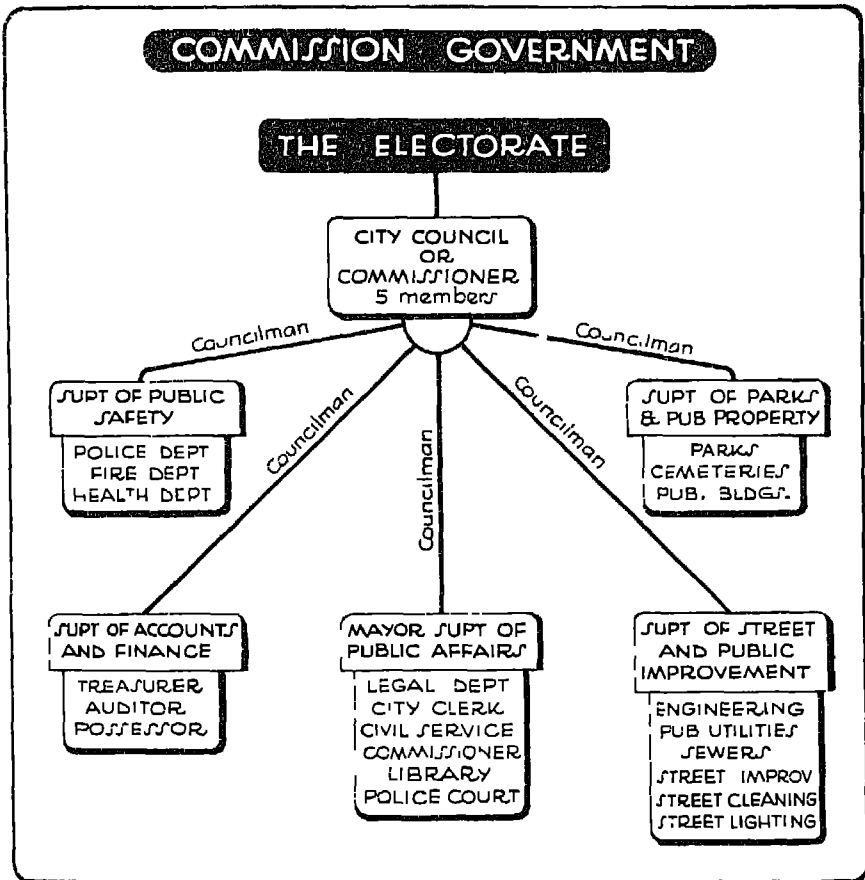 COMMISSION GOVERNMENT
THE ELECTORATE
CITY COUNCIL
OR
COMMISSIONER
5 members
Councilman
Councilman
Councilman
Councilman
Councilman
SUPT OF PUBLIC
SAFETY
POLICE DEPT
FIRE DEPT
HEALTH DEPT
SUPT OF PARKS
& PUB PROPERTY
PARKS
CEMETERIES
PUB. BLDGS.
SUPT OF ACCOUNTS
AND FINANCE
TREASURER
AUDITOR
POSSESSOR
MAYOR SUPT OF
PUBLIC AFFAIRS
LEGAL DEPT
CITY CLERK
CIVIL SERVICE
COMMISSIONER
LIBRARY
POLICE COURT
SUPT OF STREET
AND PUBLIC
IMPROVEMENT
ENGINEERING
PUB UTILITIES
SEWERS
STREET IMPROV
STREET CLEANING
STREET LIGHTING